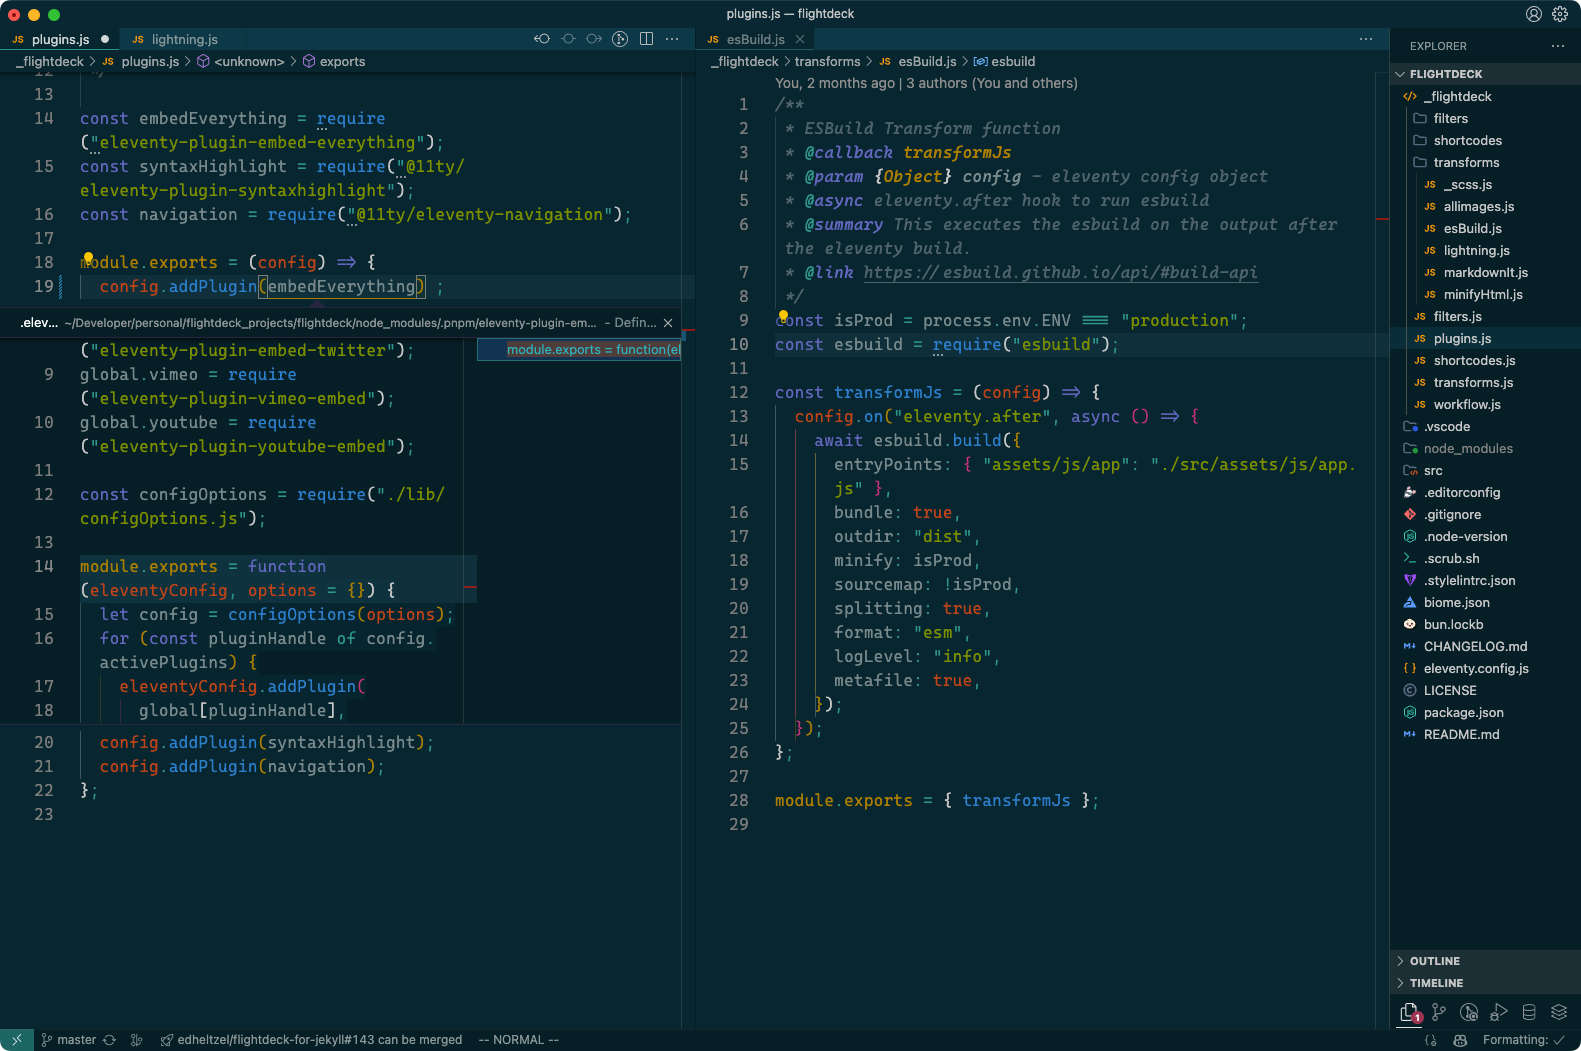 plugins.js — flightdeck
JS plugins.js
JS lightning.js
_flightdeck > JS plugins.js > <unknown> > exports
12 */
13
14 const embedEverything = require
("eleventy-plugin-embed-everything");
15 const syntaxHighlight = require("@11ty/
eleventy-plugin-syntaxhighlight");
16 const navigation = require("@11ty/eleventy-navigation");
17
18 module.exports = (config) => {
19 config.addPlugin(embedEverything) ;
.elev... ~/Developer/personal/flightdeck_projects/flightdeck/node_modules/.pnpm/eleventy-plugin-em... - Defin...
("eleventy-plugin-embed-twitter");
9 global.vimeo = require
("eleventy-plugin-vimeo-embed");
10 global.youtube = require
("eleventy-plugin-youtube-embed");
11
12 const configOptions = require("./lib/
configOptions.js");
13
14 module.exports = function
(eleventyConfig, options = {}) {
15 let config = configOptions(options);
16 for (const pluginHandle of config.
activePlugins) {
17 eleventyConfig.addPlugin(
18 global[pluginHandle],
module.exports = function(el
20 config.addPlugin(syntaxHighlight);
21 config.addPlugin(navigation);
22 };
23
JS esBuild.js
_flightdeck > transforms > JS esBuild.js > esbuild
You, 2 months ago | 3 authors (You and others)
1 /**
2 * ESBuild Transform function
3 * @callback transformJs
4 * @param {Object} config - eleventy config object
5 * @async eleventy.after hook to run esbuild
6 * @summary This executes the esbuild on the output after
the eleventy build.
7 * @link https://esbuild.github.io/api/#build-api
8 */
9 const isProd = process.env.ENV === "production";
10 const esbuild = require("esbuild");
11
12 const transformJs = (config) => {
13 config.on("eleventy.after", async () => {
14 await esbuild.build({
15 entryPoints: { "assets/js/app": "./src/assets/js/app.
js" },
16 bundle: true,
17 outdir: "dist",
18 minify: isProd,
19 sourcemap: !isProd,
20 splitting: true,
21 format: "esm",
22 logLevel: "info",
23 metafile: true,
24 });
25 });
26 };
27
28 module.exports = { transformJs };
29
EXPLORER
FLIGHTDECK
_flightdeck
filters
shortcodes
transforms
JS _scss.js
JS allimages.js
JS esBuild.js
JS lightning.js
JS markdownIt.js
JS minifyHtml.js
JS filters.js
JS plugins.js
JS shortcodes.js
JS transforms.js
JS workflow.js
.vscode
node_modules
src
.editorconfig
.gitignore
.node-version
.scrub.sh
.stylelintrc.json
biome.json
bun.lockb
CHANGELOG.md
eleventy.config.js
LICENSE
package.json
README.md
OUTLINE
TIMELINE
1
master
edheltzel/flightdeck-for-jekyll#143 can be merged
-- NORMAL --
Formatting: ✓